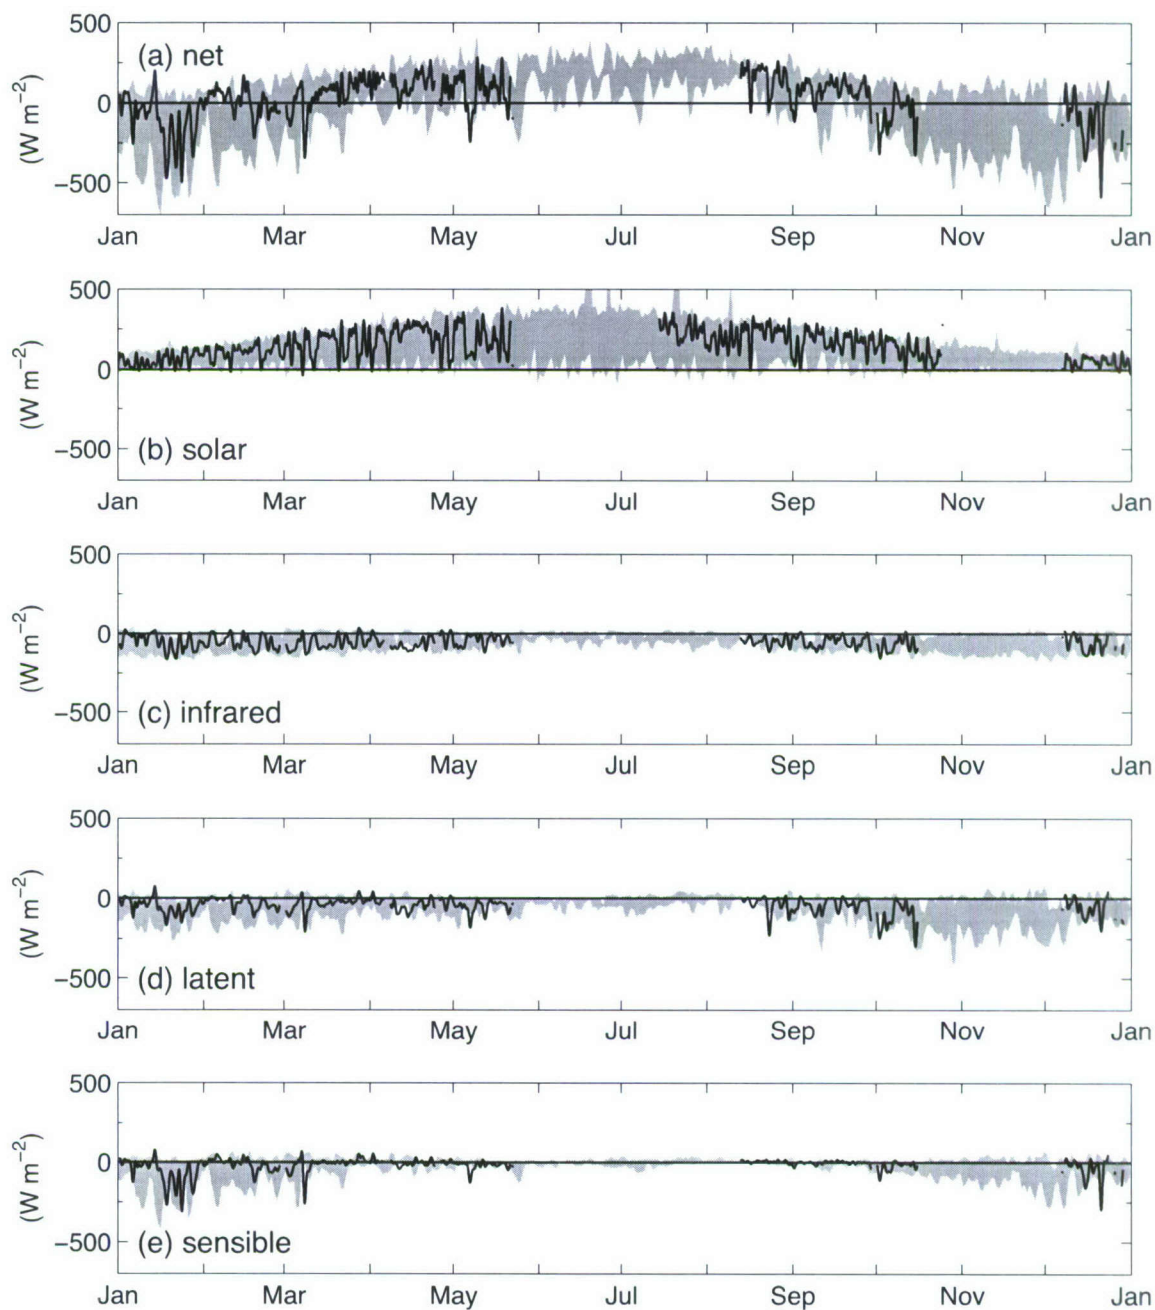 500
(a) net
0
−500
(W m−2)
Jan Mar May Jul Sep Nov Jan
500
0
−500
(W m−2)
(b) solar
Jan Mar May Jul Sep Nov Jan
500
0
−500
(W m−2)
(c) infrared
Jan Mar May Jul Sep Nov Jan
500
0
−500
(W m−2)
(d) latent
Jan Mar May Jul Sep Nov Jan
500
0
−500
(W m−2)
(e) sensible
Jan Mar May Jul Sep Nov Jan